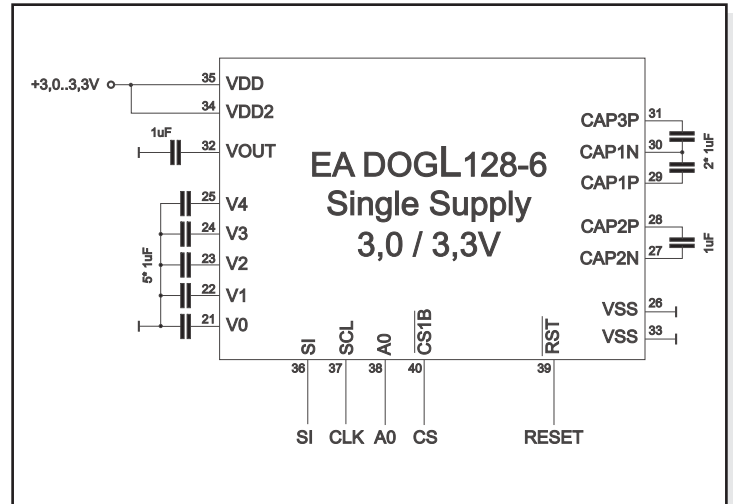 +3,0..3,3V
35 VDD
34 VDD2
1uF
32 VOUT
25 V4
24 V3
23 V2
22 V1
21 V0
5* 1uF
EA DOGL128-6
Single Supply
3,0 / 3,3V
CAP3P 31
CAP1N 30
CAP1P 29
2* 1uF
CAP2P 28
CAP2N 27
1uF
VSS 26
VSS 33
SI SCL A0 CS1B RST
36 37 38 40 39
SI CLK A0 CS RESET